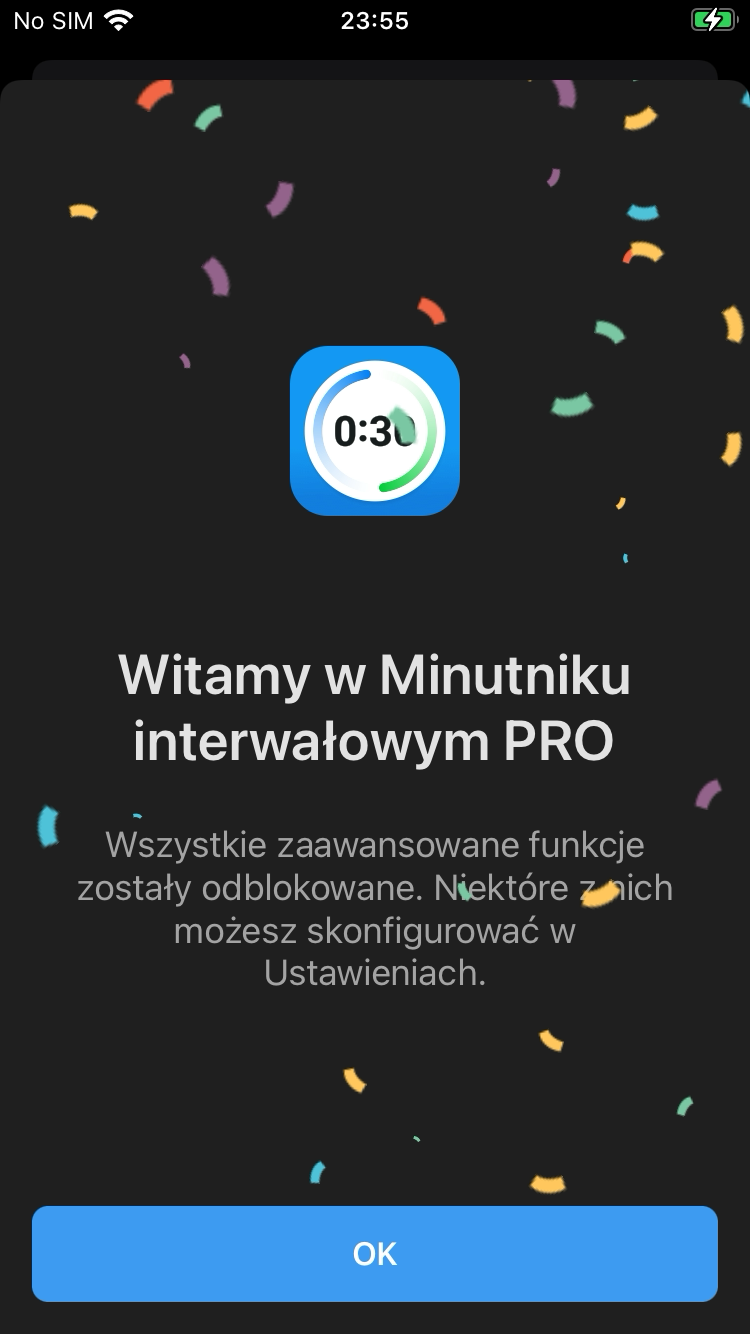 No SIM 23:55
0:30
Witamy w Minutniku
interwałowym PRO
Wszystkie zaawansowane funkcje
zostały odblokowane. Niektóre z nich
możesz skonfigurować w
Ustawieniach.
OK